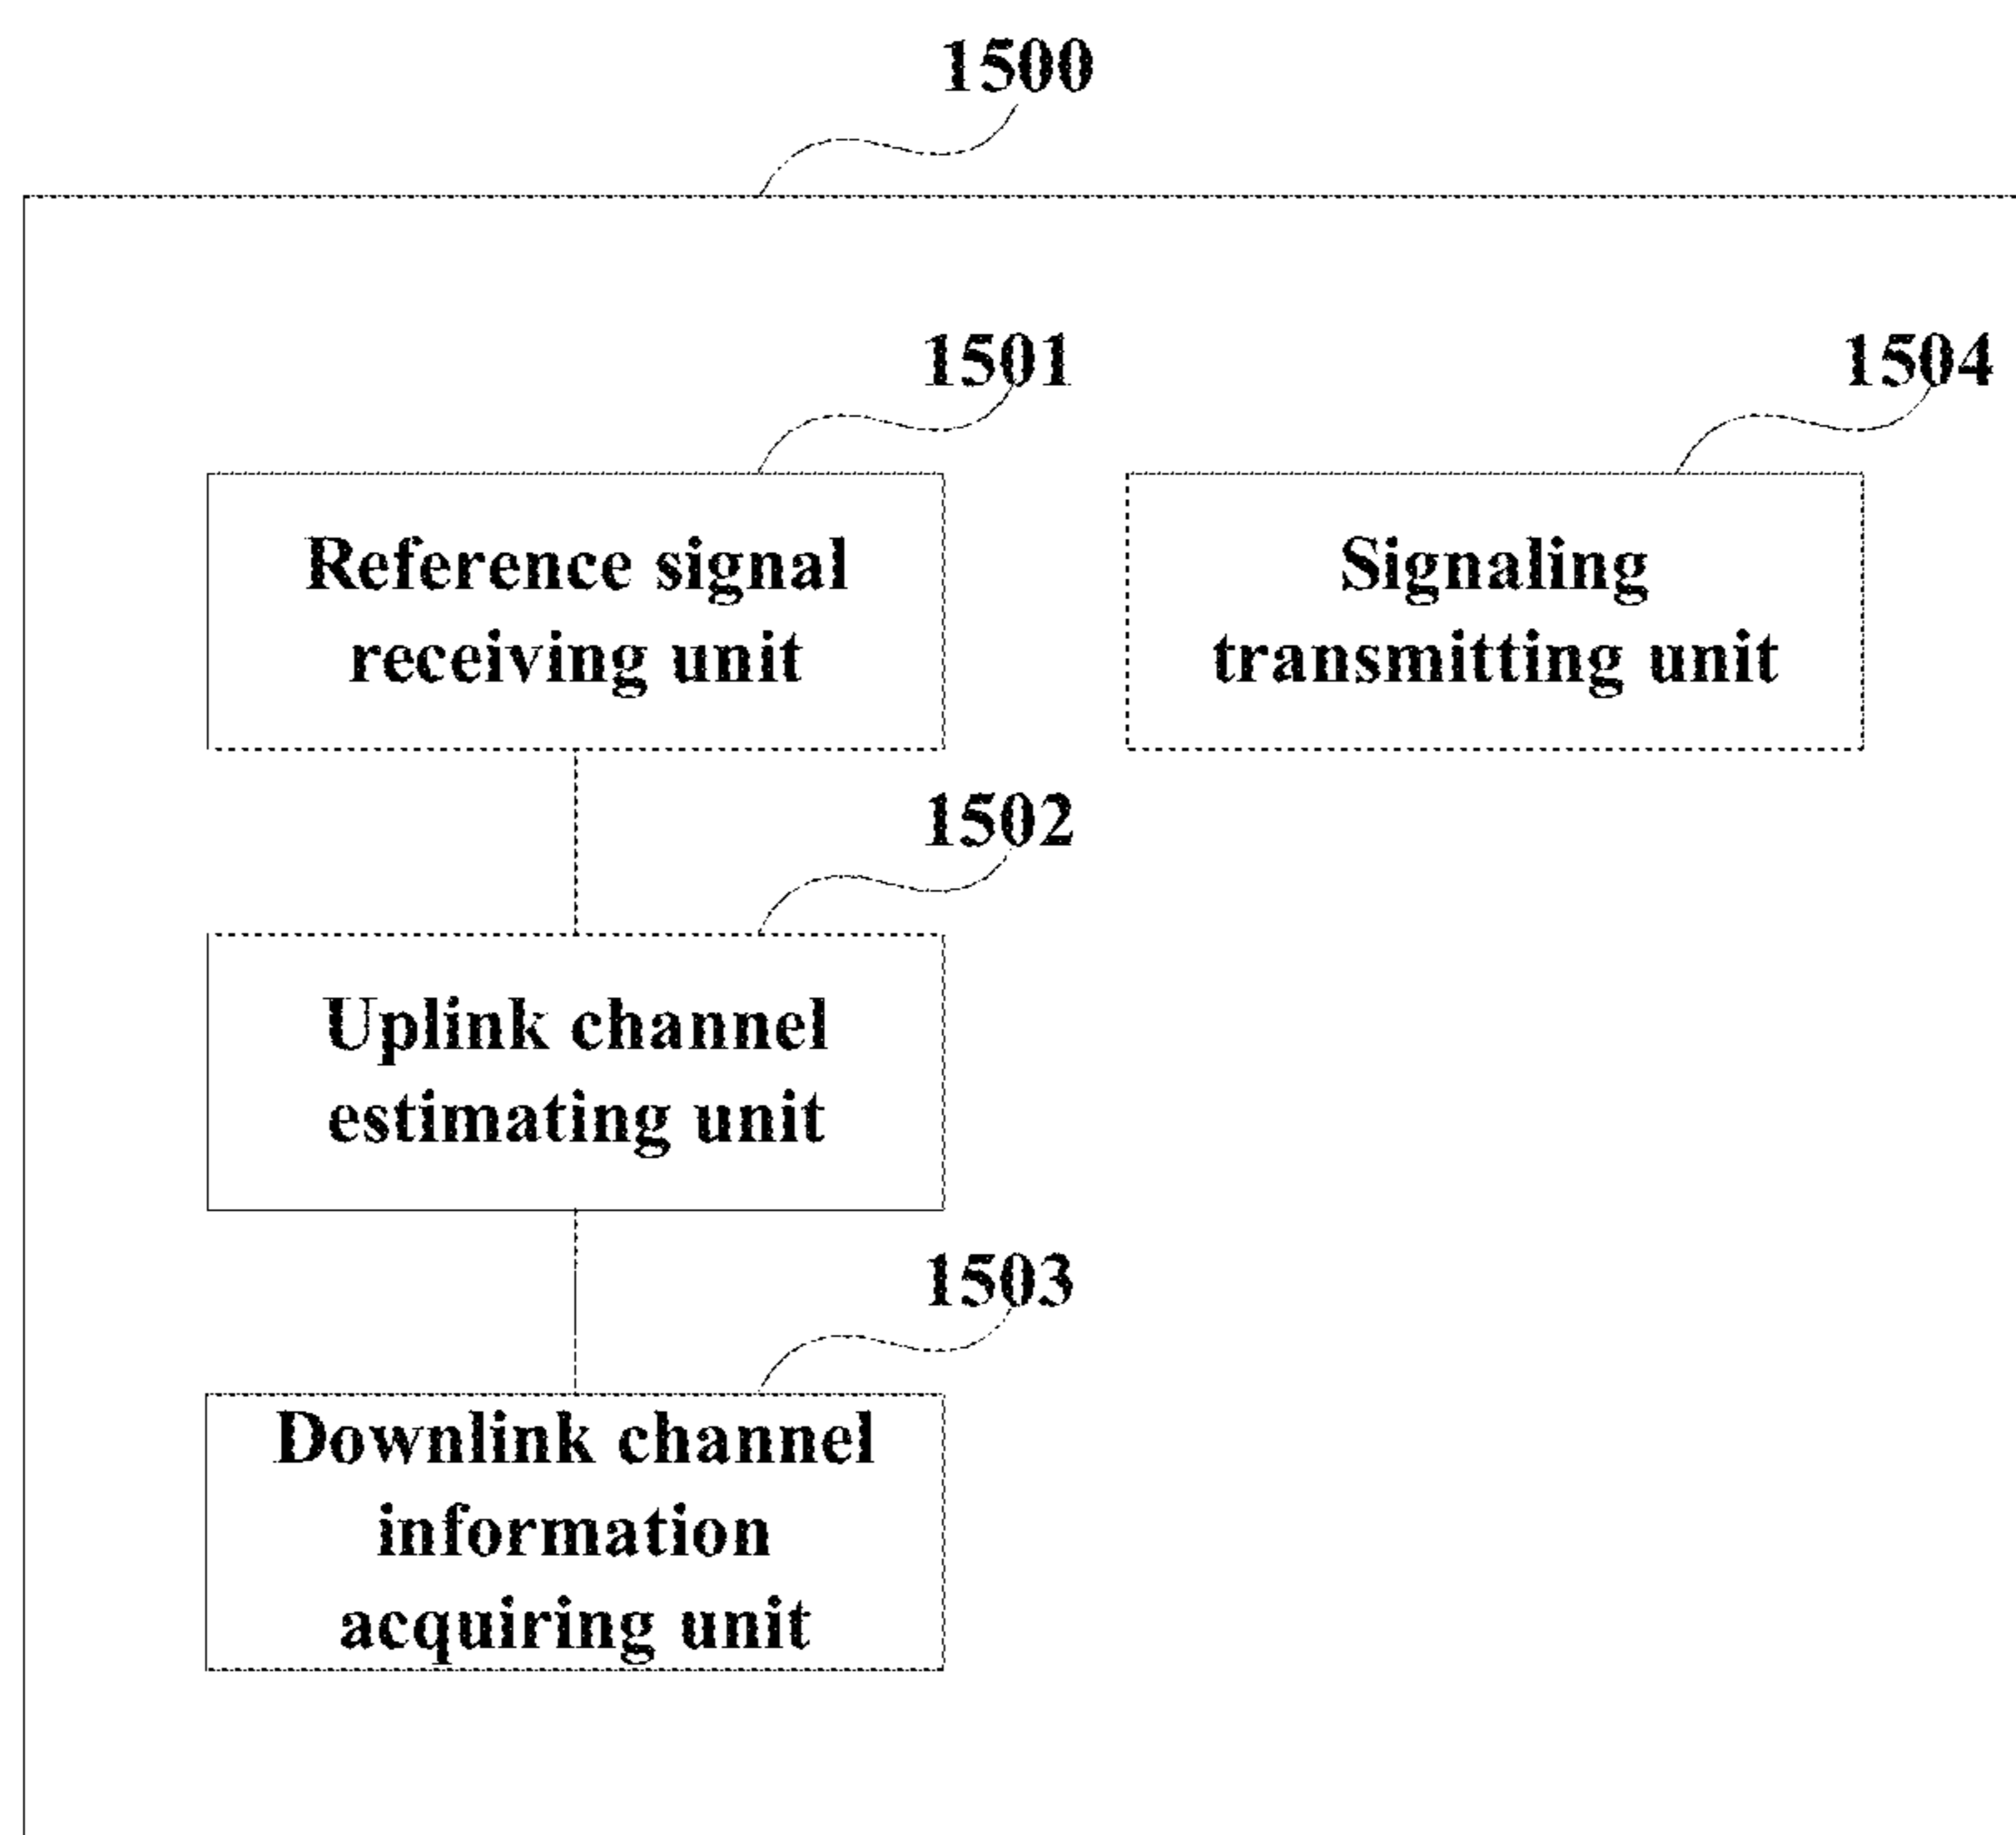 1500
1501
1504
Reference signal
receiving unit
Signaling
transmitting unit
1502
Uplink channel
estimating unit
1503
Downlink channel
information
acquiring unit